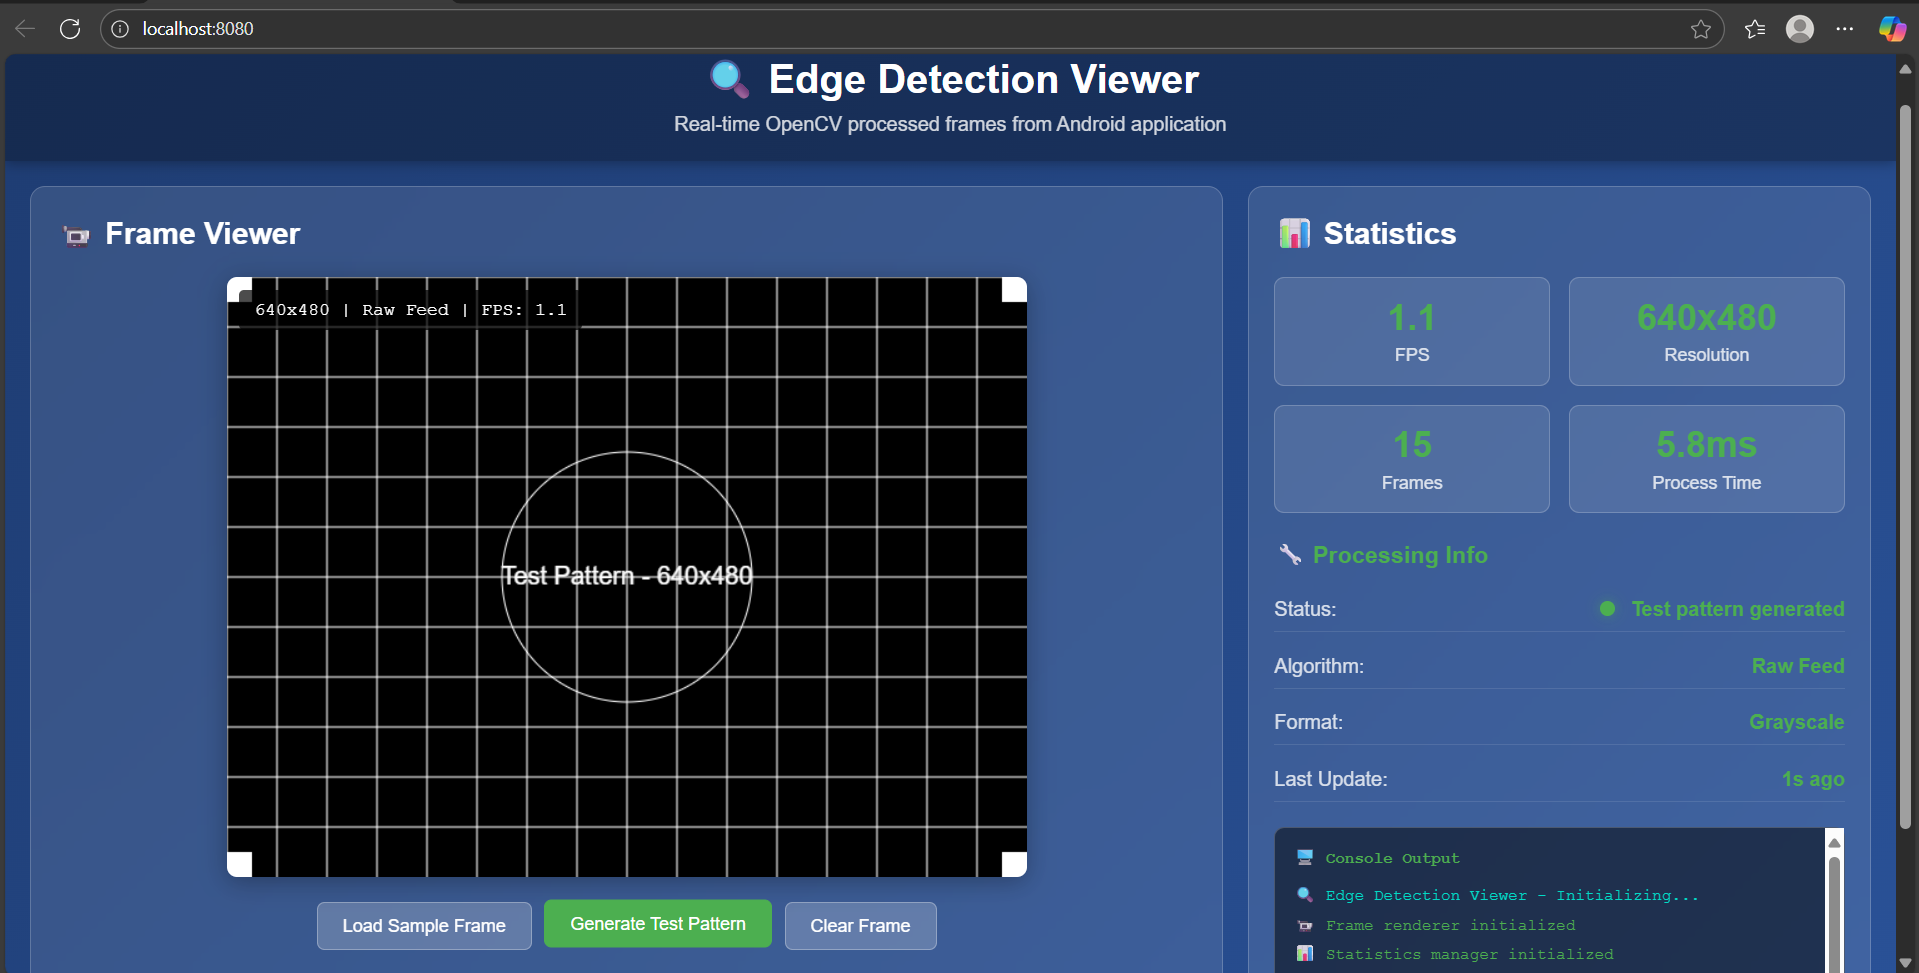 localhost:8080
Edge Detection Viewer
Real-time OpenCV processed frames from Android application
Frame Viewer
640x480 | Raw Feed | FPS: 1.1
Test Pattern - 640x480
Load Sample Frame
Generate Test Pattern
Clear Frame
Statistics
1.1
FPS
640x480
Resolution
15
Frames
5.8ms
Process Time
Processing Info
Status: Test pattern generated
Algorithm: Raw Feed
Format: Grayscale
Last Update: 1s ago
Console Output
Edge Detection Viewer - Initializing...
Frame renderer initialized
Statistics manager initialized